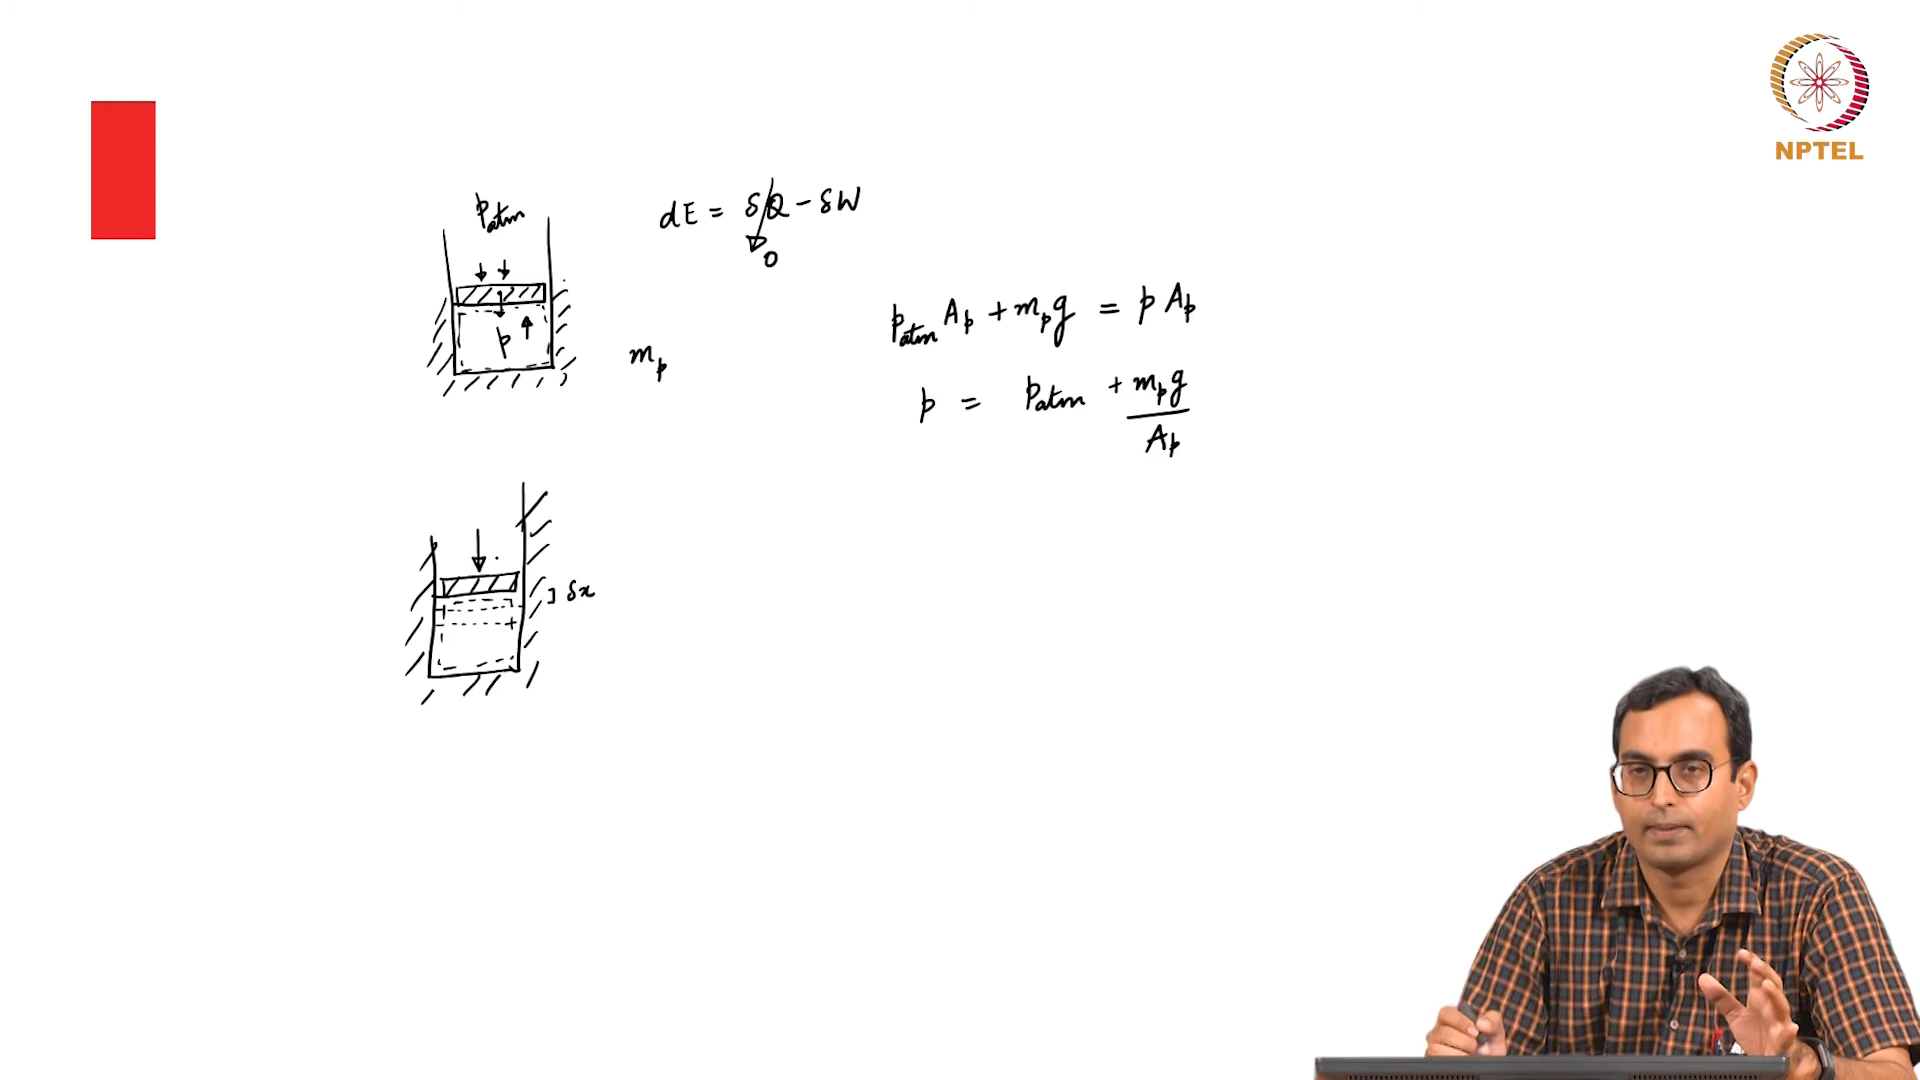 NPTEL
p_atm
dE = δQ - δW
0
p_atm A_p + m_p g = p A_p
p
m_p
p = p_atm + m_p g / A_p
δx